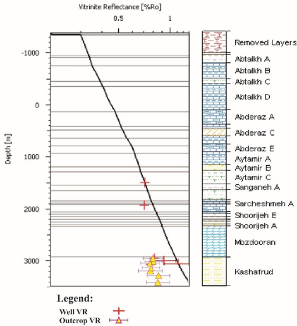 Vitrinite Reflectance [%Ro]
0.5 1
-1000
0
1000
2000
3000
Depth [m]
Removed Layers
Abtalkh A
Abtalkh B
Abtalkh C
Abtalkh D
Abderaz A
Abderaz C
Abderaz E
Aytamir A
Aytamir B
Aytamir C
Sanganeh A
Sarcheshmeh A
Shoorijeh E
Shoorijeh A
Mozdooran
Kashafrud
Legend:
Well VR
Outcrop VR